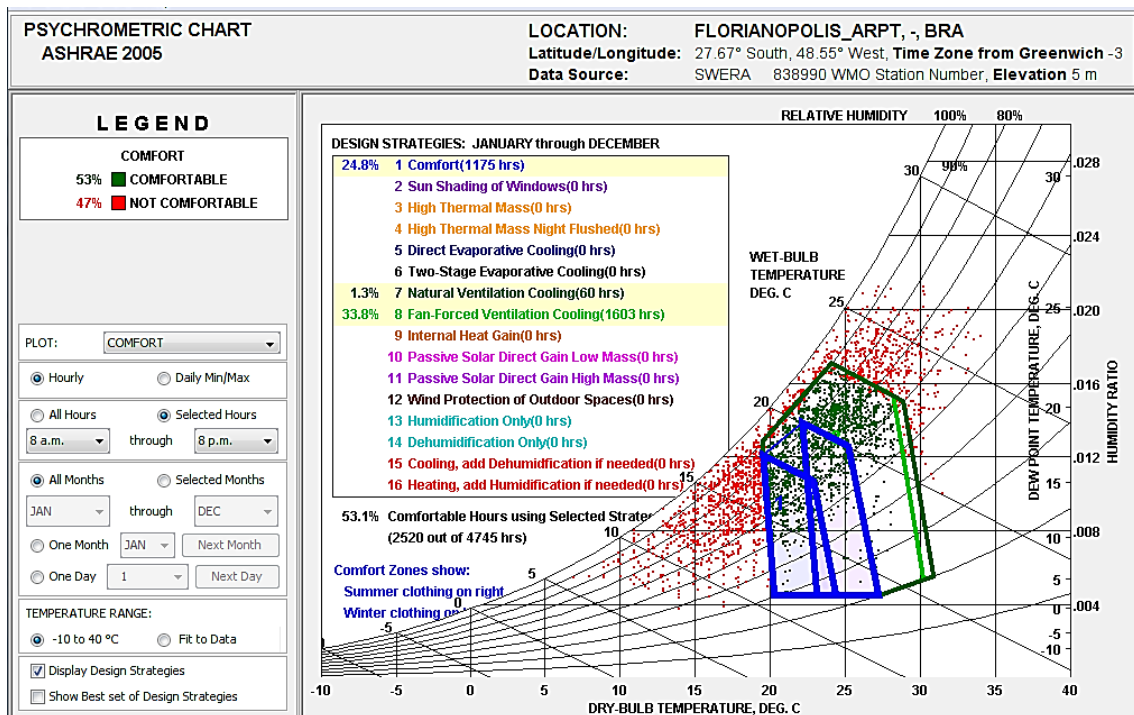 PSYCHROMETRIC CHART
ASHRAE 2005
LOCATION: FLORIANOPOLIS_ARPT, -, BRA
Latitude/Longitude: 27.67° South, 48.55° West, Time Zone from Greenwich -3
Data Source: SWERA 838990 WMO Station Number, Elevation 5 m
LEGEND
COMFORT
53% COMFORTABLE
47% NOT COMFORTABLE
PLOT: COMFORT
Hourly Daily Min/Max
All Hours Selected Hours
8 a.m. through 8 p.m.
All Months Selected Months
JAN through DEC
One Month JAN Next Month
One Day 1 Next Day
TEMPERATURE RANGE:
-10 to 40 ºC Fit to Data
Display Design Strategies
Show Best set of Design Strategies
RELATIVE HUMIDITY 100% 80%
90%
DESIGN STRATEGIES: JANUARY through DECEMBER
24.8% 1 Comfort(1175 hrs)
2 Sun Shading of Windows(0 hrs)
3 High Thermal Mass(0 hrs)
4 High Thermal Mass Night Flushed(0 hrs)
5 Direct Evaporative Cooling(0 hrs)
6 Two-Stage Evaporative Cooling(0 hrs)
1.3% 7 Natural Ventilation Cooling(60 hrs)
33.8% 8 Fan-Forced Ventilation Cooling(1603 hrs)
9 Internal Heat Gain(0 hrs)
10 Passive Solar Direct Gain Low Mass(0 hrs)
11 Passive Solar Direct Gain High Mass(0 hrs)
12 Wind Protection of Outdoor Spaces(0 hrs)
13 Humidification Only(0 hrs)
14 Dehumidification Only(0 hrs)
15 Cooling, add Dehumidfication if needed(0 hrs)
16 Heating, add Humidification if needed(0 hrs)
53.1% Comfortable Hours using Selected Strate
(2520 out of 4745 hrs)
Comfort Zones show:
Summer clothing on right
Winter clothing on
WET-BULB
TEMPERATURE
DEG. C
-5
0
5
10
15
20
25
30
1
-10 -5 0 5 10 15 20 25 30 35 40
DRY-BULB TEMPERATURE, DEG. C
30
25
20
15
10
5
0
-5
-10
DEW POINT TEMPERATURE, DEG. C
.028
.024
.020
.016
.012
.008
.004
HUMIDITY RATIO